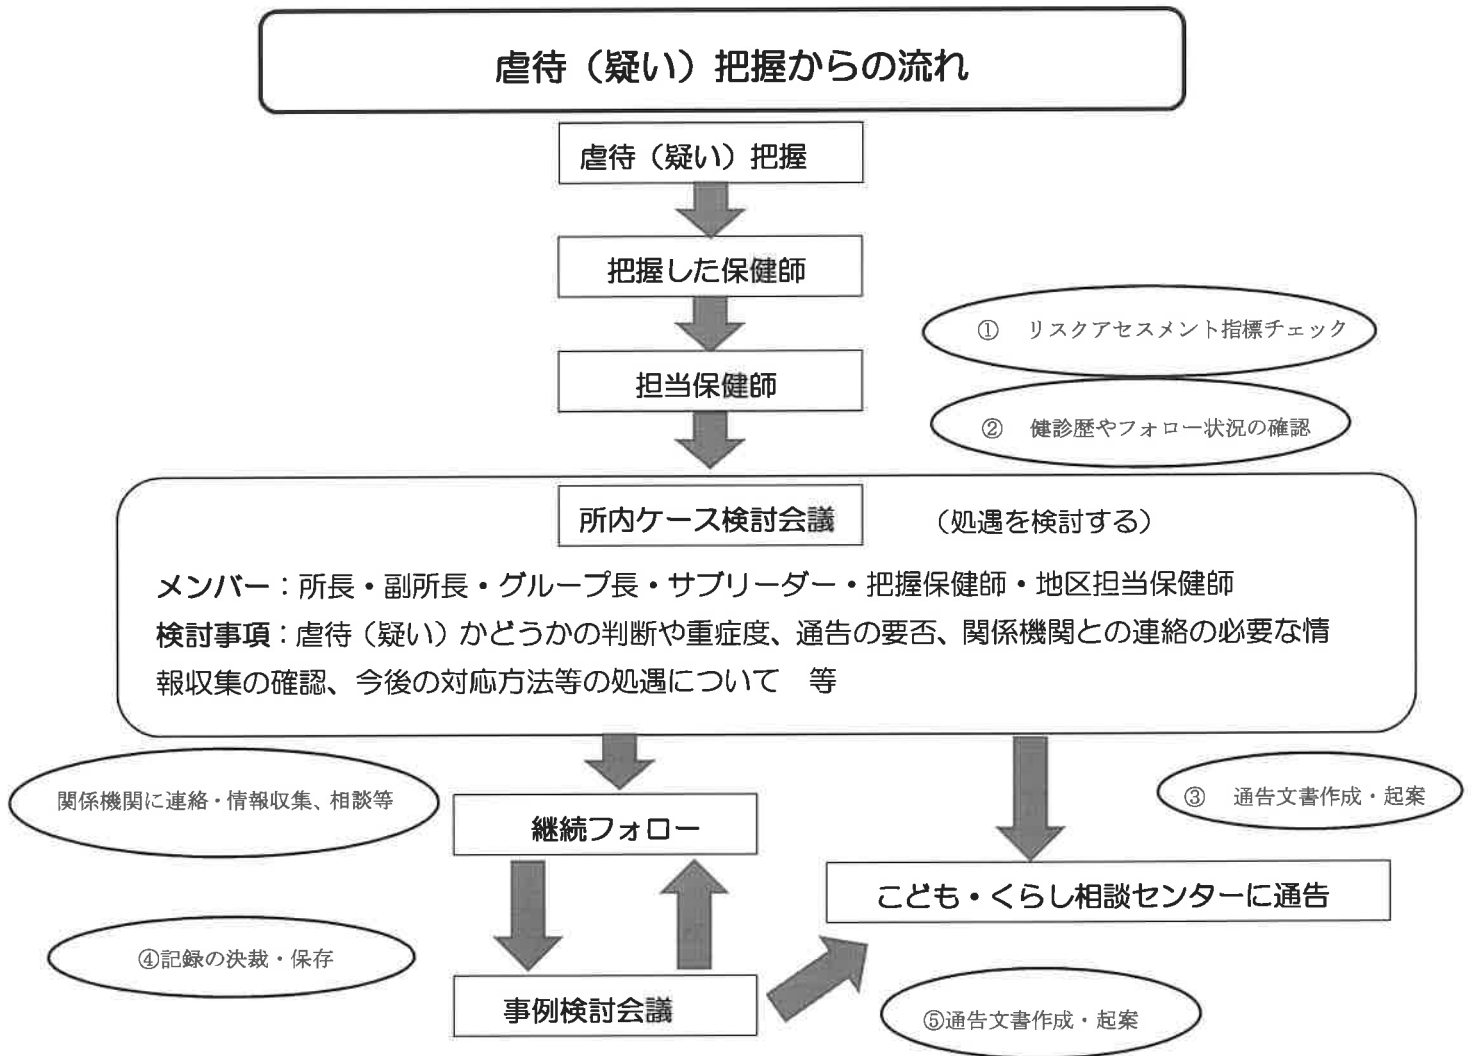 虐待（疑い）把握からの流れ
虐待（疑い）把握
把握した保健師
① リスクアセスメント指標チェック
担当保健師
② 健診歴やフォロー状況の確認
所内ケース検討会議 （処遇を検討する）
メンバー：所長・副所長・グループ長・サブリーダー・把握保健師・地区担当保健師
検討事項：虐待（疑い）かどうかの判断や重症度、通告の要否、関係機関との連絡の必要な情
報収集の確認、今後の対応方法等の処遇について 等
関係機関に連絡・情報収集、相談等
③ 通告文書作成・起案
継続フォロー
こども・くらし相談センターに通告
④記録の決裁・保存
事例検討会議
⑤通告文書作成・起案